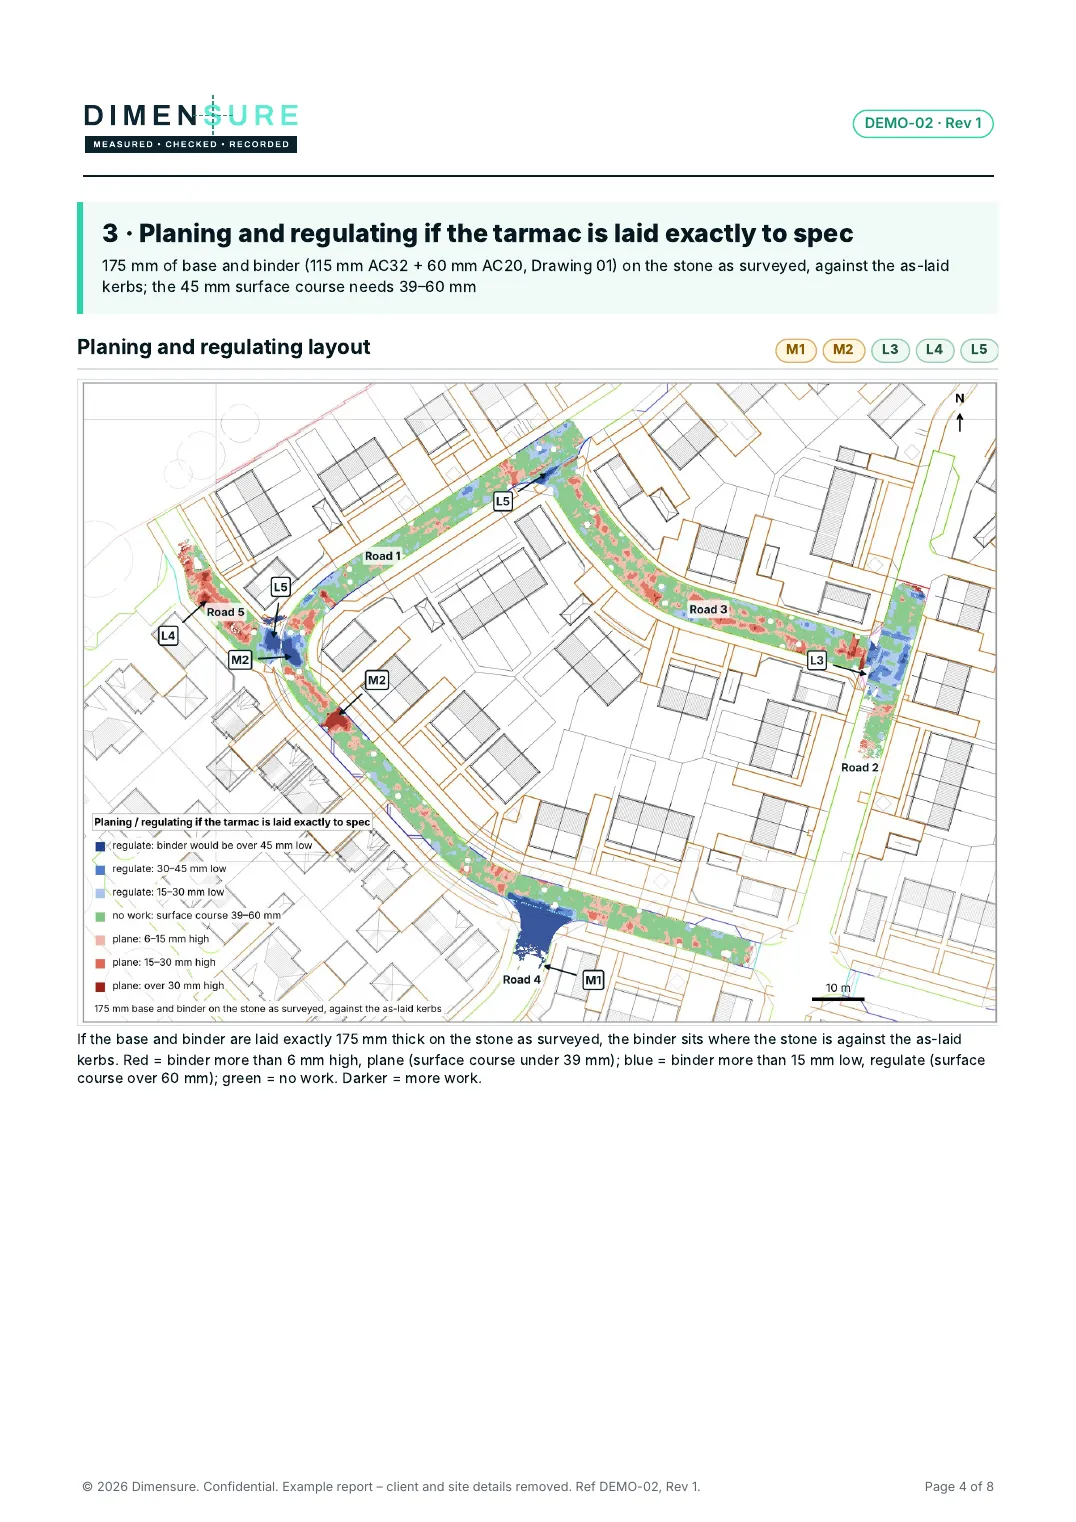 DIMENSURE
MEASURED • CHECKED • RECORDED
DEMO-02 · Rev 1
3 · Planing and regulating if the tarmac is laid exactly to spec
175 mm of base and binder (115 mm AC32 + 60 mm AC20, Drawing 01) on the stone as surveyed, against the as-laid
kerbs; the 45 mm surface course needs 39–60 mm
Planing and regulating layout
M1 M2 L3 L4 L5
N
L5
Road 1
L5
Road 5
Road 3
L4
M2
L3
M2
Road 2
Planing / regulating if the tarmac is laid exactly to spec
regulate: binder would be over 45 mm low
regulate: 30–45 mm low
regulate: 15–30 mm low
no work: surface course 39–60 mm
plane: 6–15 mm high
plane: 15–30 mm high
plane: over 30 mm high
175 mm base and binder on the stone as surveyed, against the as-laid kerbs
Road 4
M1
10 m
If the base and binder are laid exactly 175 mm thick on the stone as surveyed, the binder sits where the stone is against the as-laid
kerbs. Red = binder more than 6 mm high, plane (surface course under 39 mm); blue = binder more than 15 mm low, regulate (surface
course over 60 mm); green = no work. Darker = more work.
© 2026 Dimensure. Confidential. Example report – client and site details removed. Ref DEMO-02, Rev 1.
Page 4 of 8